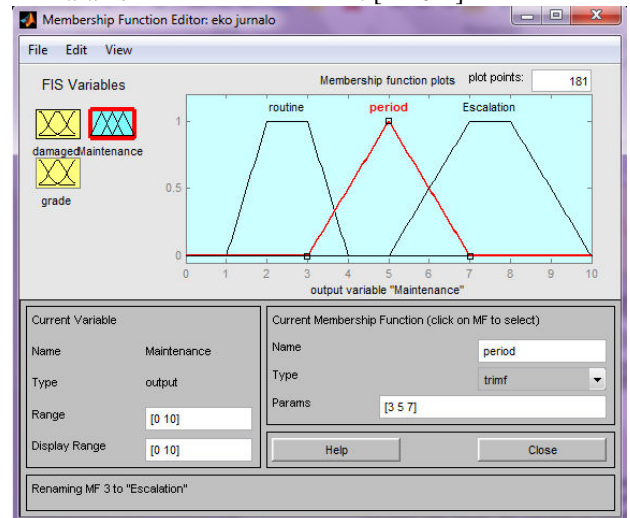 Membership Function Editor: eko jurnalo
File Edit View
FIS Variables
damaged Maintenance
grade
Membership function plots plot points: 181
routine period Escalation
1
0.5
0
0 1 2 3 4 5 6 7 8 9 10
output variable "Maintenance"
Current Variable
Name Maintenance
Type output
Range [0 10]
Display Range [0 10]
Current Membership Function (click on MF to select)
Name period
Type trimf
Params [3 5 7]
Help Close
Renaming MF 3 to "Escalation"